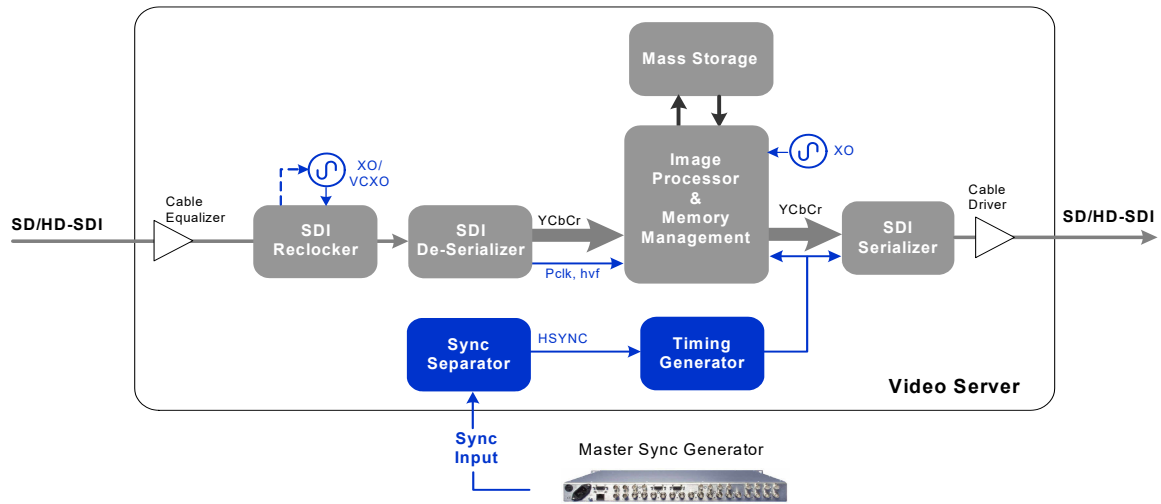 Mass Storage
Image
Processor
&
Memory
Management
XO
XO/
VCXO
Cable
Equalizer
Cable
Driver
SD/HD-SDI
SDI
Reclocker
SDI
De-Serializer
YCbCr
Pclk, hvf
YCbCr
SDI
Serializer
SD/HD-SDI
Sync
Separator
HSYNC
Timing
Generator
Video Server
Sync
Input
Master Sync Generator